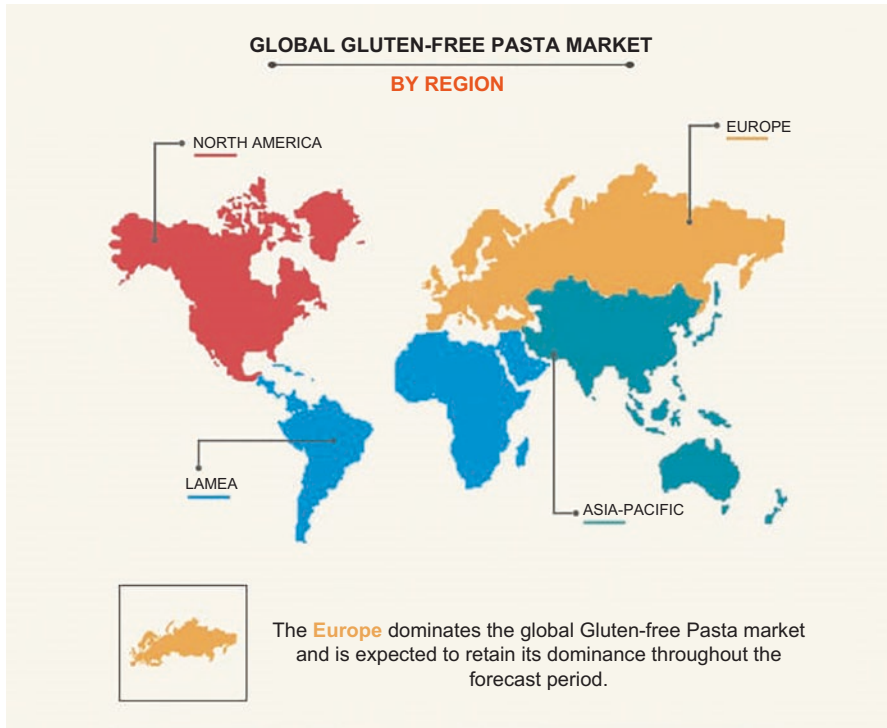 GLOBAL GLUTEN-FREE PASTA MARKET
BY REGION
NORTH AMERICA
EUROPE
LAMEA
ASIA-PACIFIC
The Europe dominates the global Gluten-free Pasta market
and is expected to retain its dominance throughout the
forecast period.